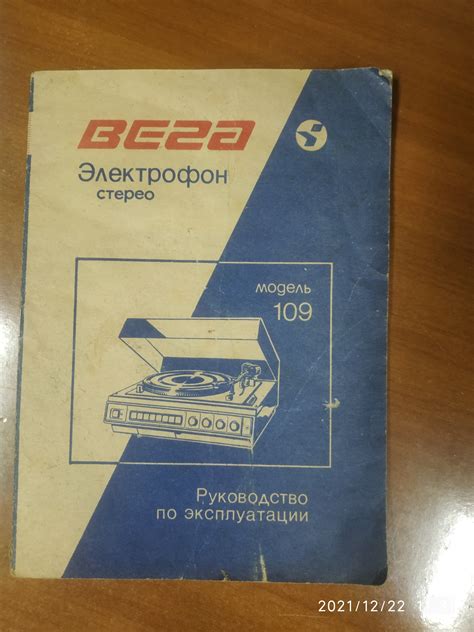 Вега
Электрофон
стерео
модель
109
Руководство
по эксплуатации
2021/12/22